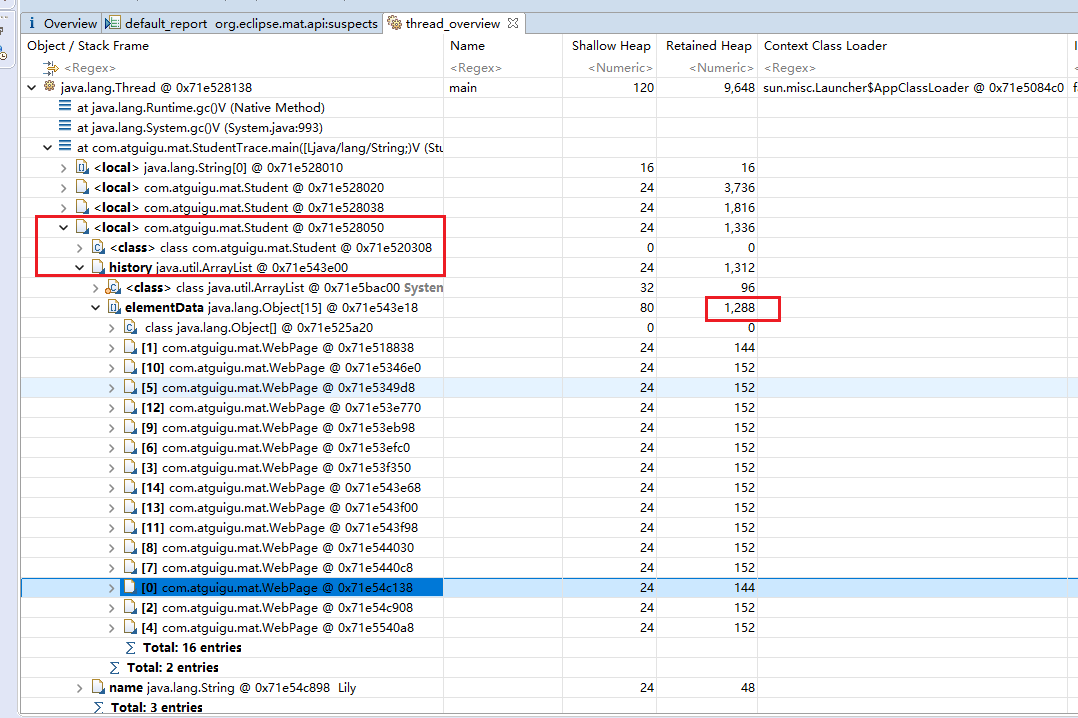 Overview default_report org.eclipse.mat.api:suspects thread_overview
Object / Stack Frame Name Shallow Heap Retained Heap Context Class Loader
<Regex> <Regex> <Numeric> <Numeric> <Regex>
java.lang.Thread @ 0x71e528138 main 120 9,648 sun.misc.Launcher$AppClassLoader @ 0x71e5084c0
at java.lang.Runtime.gc()V (Native Method)
at java.lang.System.gc()V (System.java:993)
at com.atguigu.mat.StudentTrace.main([Ljava/lang/String;)V (Stu
<local> java.lang.String[0] @ 0x71e528010 16 16
<local> com.atguigu.mat.Student @ 0x71e528020 24 3,736
<local> com.atguigu.mat.Student @ 0x71e528038 24 1,816
<local> com.atguigu.mat.Student @ 0x71e528050 24 1,336
<class> class com.atguigu.mat.Student @ 0x71e520308 0 0
history java.util.ArrayList @ 0x71e543e00 24 1,312
<class> class java.util.ArrayList @ 0x71e5bac00 System 32 96
elementData java.lang.Object[15] @ 0x71e543e18 80 1,288
class java.lang.Object[] @ 0x71e525a20 0 0
[1] com.atguigu.mat.WebPage @ 0x71e518838 24 144
[10] com.atguigu.mat.WebPage @ 0x71e5346e0 24 152
[5] com.atguigu.mat.WebPage @ 0x71e5349d8 24 152
[12] com.atguigu.mat.WebPage @ 0x71e53e770 24 152
[9] com.atguigu.mat.WebPage @ 0x71e53eb98 24 152
[6] com.atguigu.mat.WebPage @ 0x71e53efc0 24 152
[3] com.atguigu.mat.WebPage @ 0x71e53f350 24 152
[14] com.atguigu.mat.WebPage @ 0x71e543e68 24 152
[13] com.atguigu.mat.WebPage @ 0x71e543f00 24 152
[11] com.atguigu.mat.WebPage @ 0x71e543f98 24 152
[8] com.atguigu.mat.WebPage @ 0x71e544030 24 152
[7] com.atguigu.mat.WebPage @ 0x71e5440c8 24 152
[0] com.atguigu.mat.WebPage @ 0x71e54c138 24 144
[2] com.atguigu.mat.WebPage @ 0x71e54c908 24 152
[4] com.atguigu.mat.WebPage @ 0x71e5540a8 24 152
Total: 16 entries
Total: 2 entries
name java.lang.String @ 0x71e54c898 Lily 24 48
Total: 3 entries